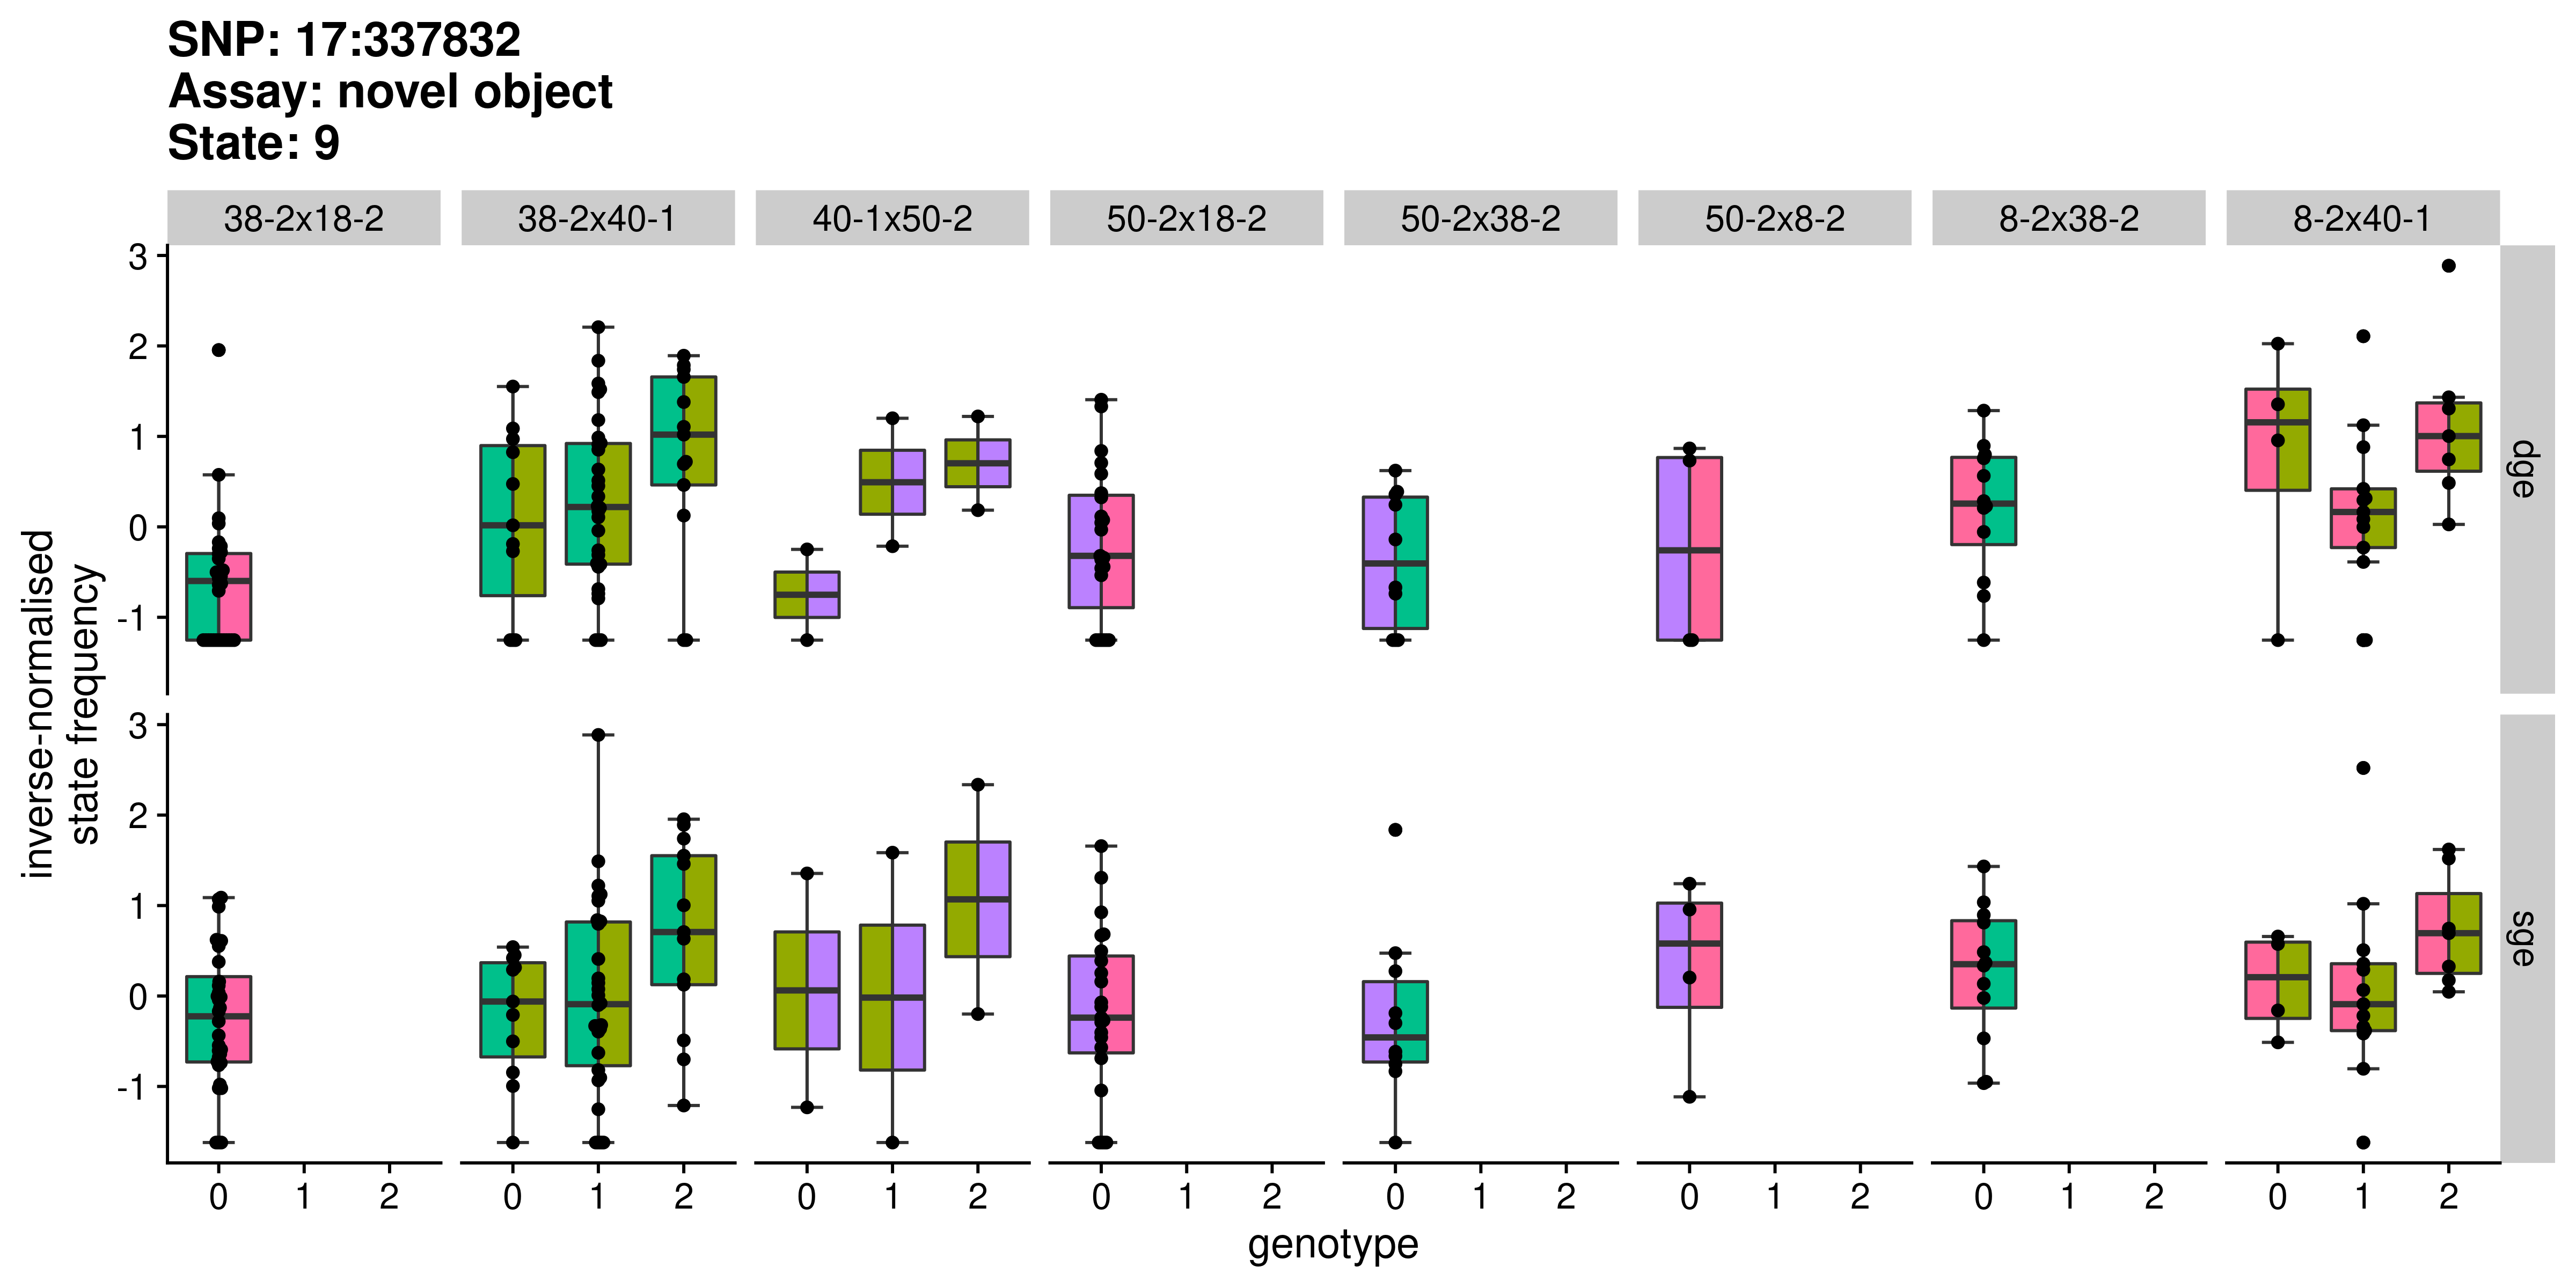 SNP: 17:337832
Assay: novel object
State: 9
38-2x18-2 38-2x40-1 40-1x50-2 50-2x18-2 50-2x38-2 50-2x8-2 8-2x38-2 8-2x40-1
3
2
1
0
-1
dge
3
2
1
0
-1
sge
inverse-normalised
state frequency
0 1 2 0 1 2 0 1 2 0 1 2 0 1 2 0 1 2 0 1 2 0 1 2
genotype